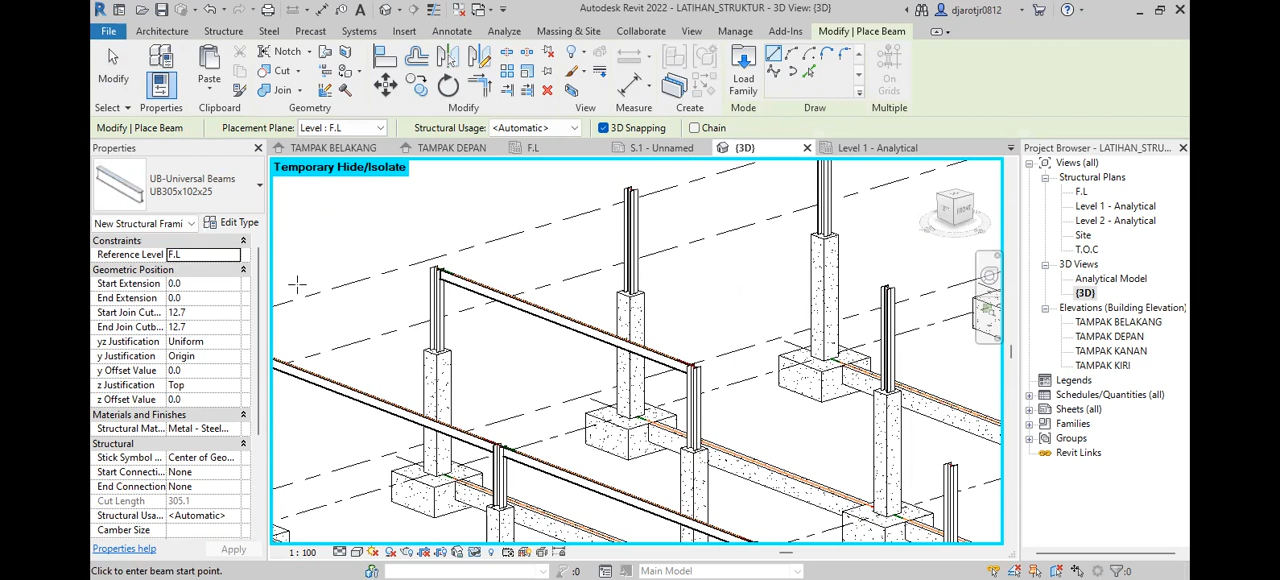 Autodesk Revit 2022 - LATIHAN_STRUKTUR - 3D View: {3D}
djarotjr0812
File
Architecture
Structure
Steel
Precast
Systems
Insert
Annotate
Analyze
Massing & Site
Collaborate
View
Manage
Add-Ins
Modify | Place Beam
Modify
Properties
Paste
Notch
Cut
Join
Load
Family
On
Grids
Select
Properties
Clipboard
Geometry
Modify
View
Measure
Create
Mode
Draw
Multiple
Modify | Place Beam
Placement Plane:
Level : F.L
Structural Usage:
<Automatic>
3D Snapping
Chain
Properties
TAMPAK BELAKANG
TAMPAK DEPAN
F.L
S.1 - Unnamed
{3D}
Level 1 - Analytical
Project Browser - LATIHAN_STRU...
UB-Universal Beams
UB305x102x25
New Structural Frami
Edit Type
Constraints
Reference Level F.L
Geometric Position
Start Extension 0.0
End Extension 0.0
Start Join Cut... 12.7
End Join Cutb... 12.7
yz Justification Uniform
y Justification Origin
y Offset Value 0.0
z Justification Top
z Offset Value 0.0
Materials and Finishes
Structural Mat... Metal - Steel...
Structural
Stick Symbol ... Center of Geo...
Start Connecti... None
End Connection None
Cut Length 305.1
Structural Usa... <Automatic>
Camber Size
Properties help
Apply
Temporary Hide/Isolate
FRONT
1 : 100
Views (all)
Structural Plans
F.L
Level 1 - Analytical
Level 2 - Analytical
Site
T.O.C
3D Views
Analytical Model
{3D}
Elevations (Building Elevation)
TAMPAK BELAKANG
TAMPAK DEPAN
TAMPAK KANAN
TAMPAK KIRI
Legends
Schedules/Quantities (all)
Sheets (all)
Families
Groups
Revit Links
Click to enter beam start point.
:0
Main Model
:0